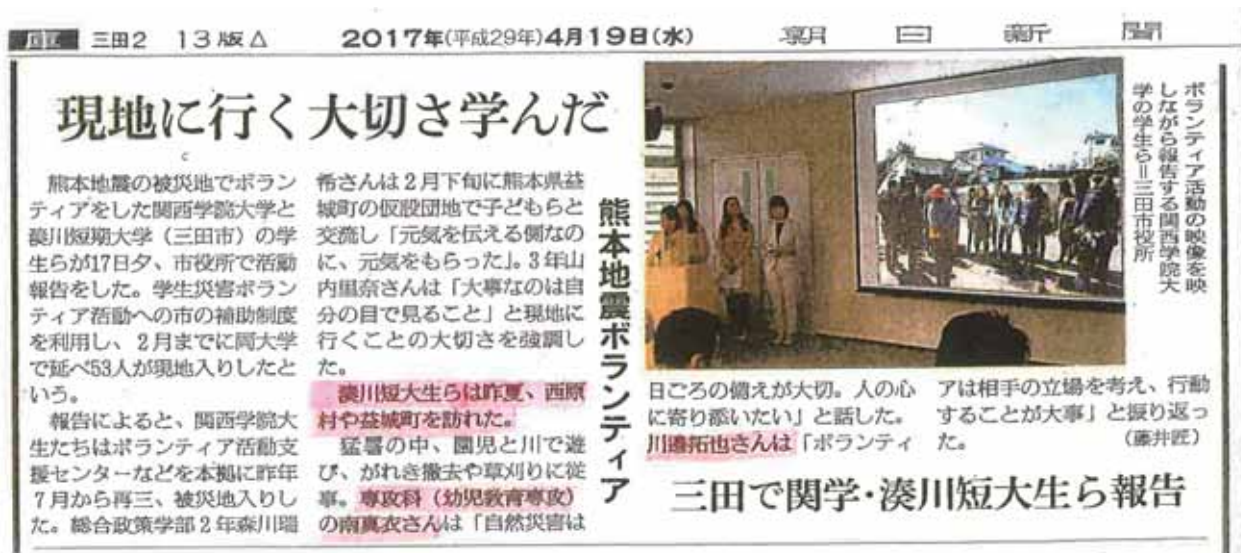 三田2 13版△ 2017年(平成29年)4月19日(水) 朝日新聞
現地に行く大切さ学んだ
熊本地震ボランティア
三田で関学・湊川短大生ら報告
熊本地震の被災地でボラン
ティアをした関西学院大学と
湊川短期大学(三田市)の学
生らが17日夕、市役所で活動
報告をした。学生災害ボラン
ティア活動への市の補助制度
を利用し、2月までに両大学
で延べ53人が現地入りしたと
いう。
報告によると、関西学院大
生たちはボランティア活動支
援センターなどを本拠に昨年
7月から再三、被災地入りし
た。総合政策学部2年森川瑞
希さんは2月下旬に熊本県益
城町の仮設団地で子どもらと
交流し「元気を伝える側なの
に、元気をもらった」。3年山
内里奈さんは「大事なのは自
分の目で見ること」と現地に
行くことの大切さを強調し
た。
湊川短大生らは昨夏、西原
村や益城町を訪れた。
猛暑の中、園児と川で遊
び、がれき撤去や草刈りに従
事。専攻科(幼児教育専攻)
の南真衣さんは「自然災害は
日ごろの備えが大切。人の心
に寄り添いたい」と話した。
川邉拓也さんは「ボランティ
アは相手の立場を考え、行動
することが大事」と振り返っ
た。 (藤井匠)
ボランティア活動の映像を映
しながら報告する関西学院大
学の学生ら=三田市役所